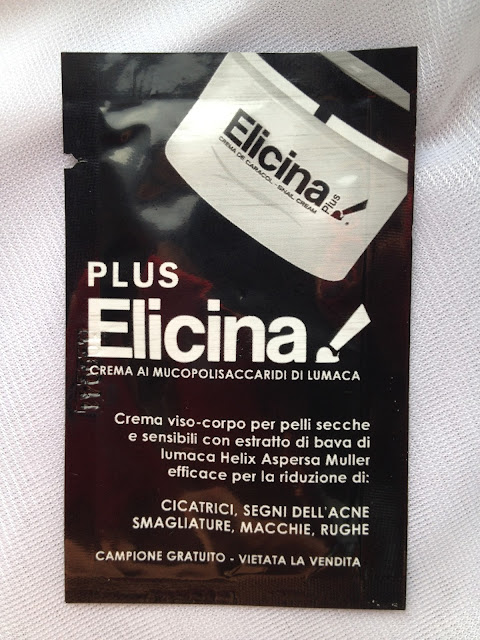 Elicina
CREMA DE CARACOL - SNAIL CREAM
Plus
PLUS
Elicina!
CREMA AI MUCOPOLISACCARIDI DI LUMACA
Crema viso-corpo per pelli secche
e sensibili con estratto di bava di
lumaca Helix Aspersa Muller
efficace per la riduzione di:
CICATRICI, SEGNI DELL'ACNE
SMAGLIATURE, MACCHIE, RUGHE
CAMPIONE GRATUITO - VIETATA LA VENDITA